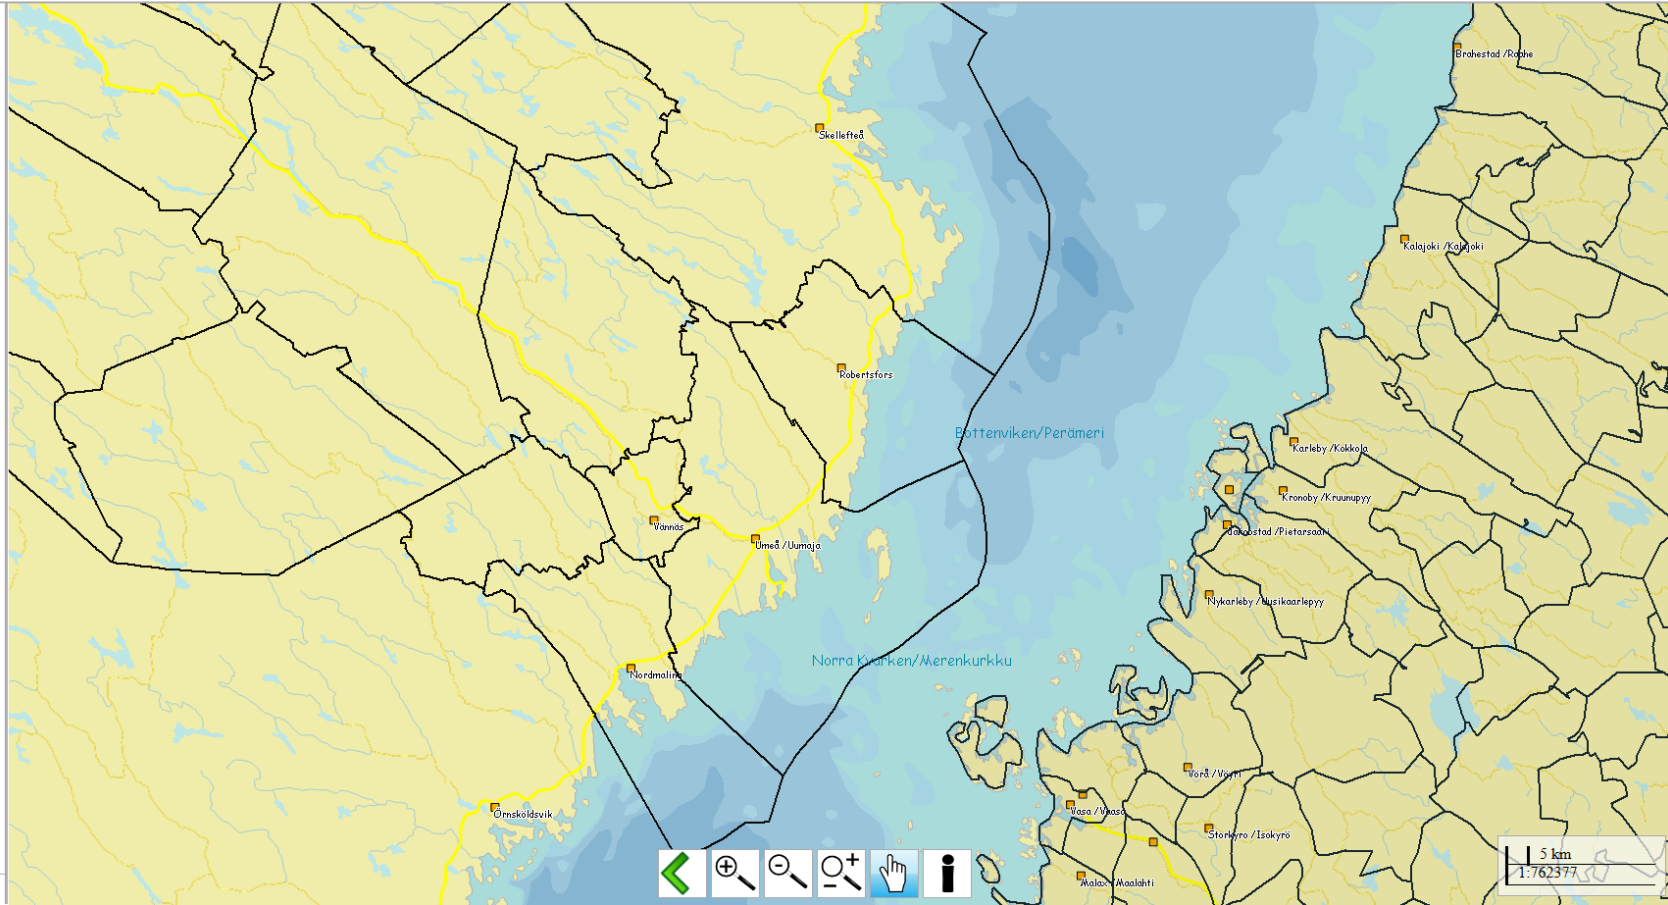 Brahestad /Raahe
Skellefteå
Kalajoki /Kalajoki
Robertsfors
Bottenviken/Perämeri
Karleby /Kokkola
Kronoby /Kruunupyy
Vännäs
Jakobstad /Pietarsaari
Umeå /Uumaja
Nykarleby /Uusikaarlepyy
Norra Kvarken/Merenkurkku
Nordmaling
Vörå /Vöyri
Vasa /Vaasa
Örnsköldsvik
Storkyro /Isokyrö
5 km
1:762377
Malax /Maalahti